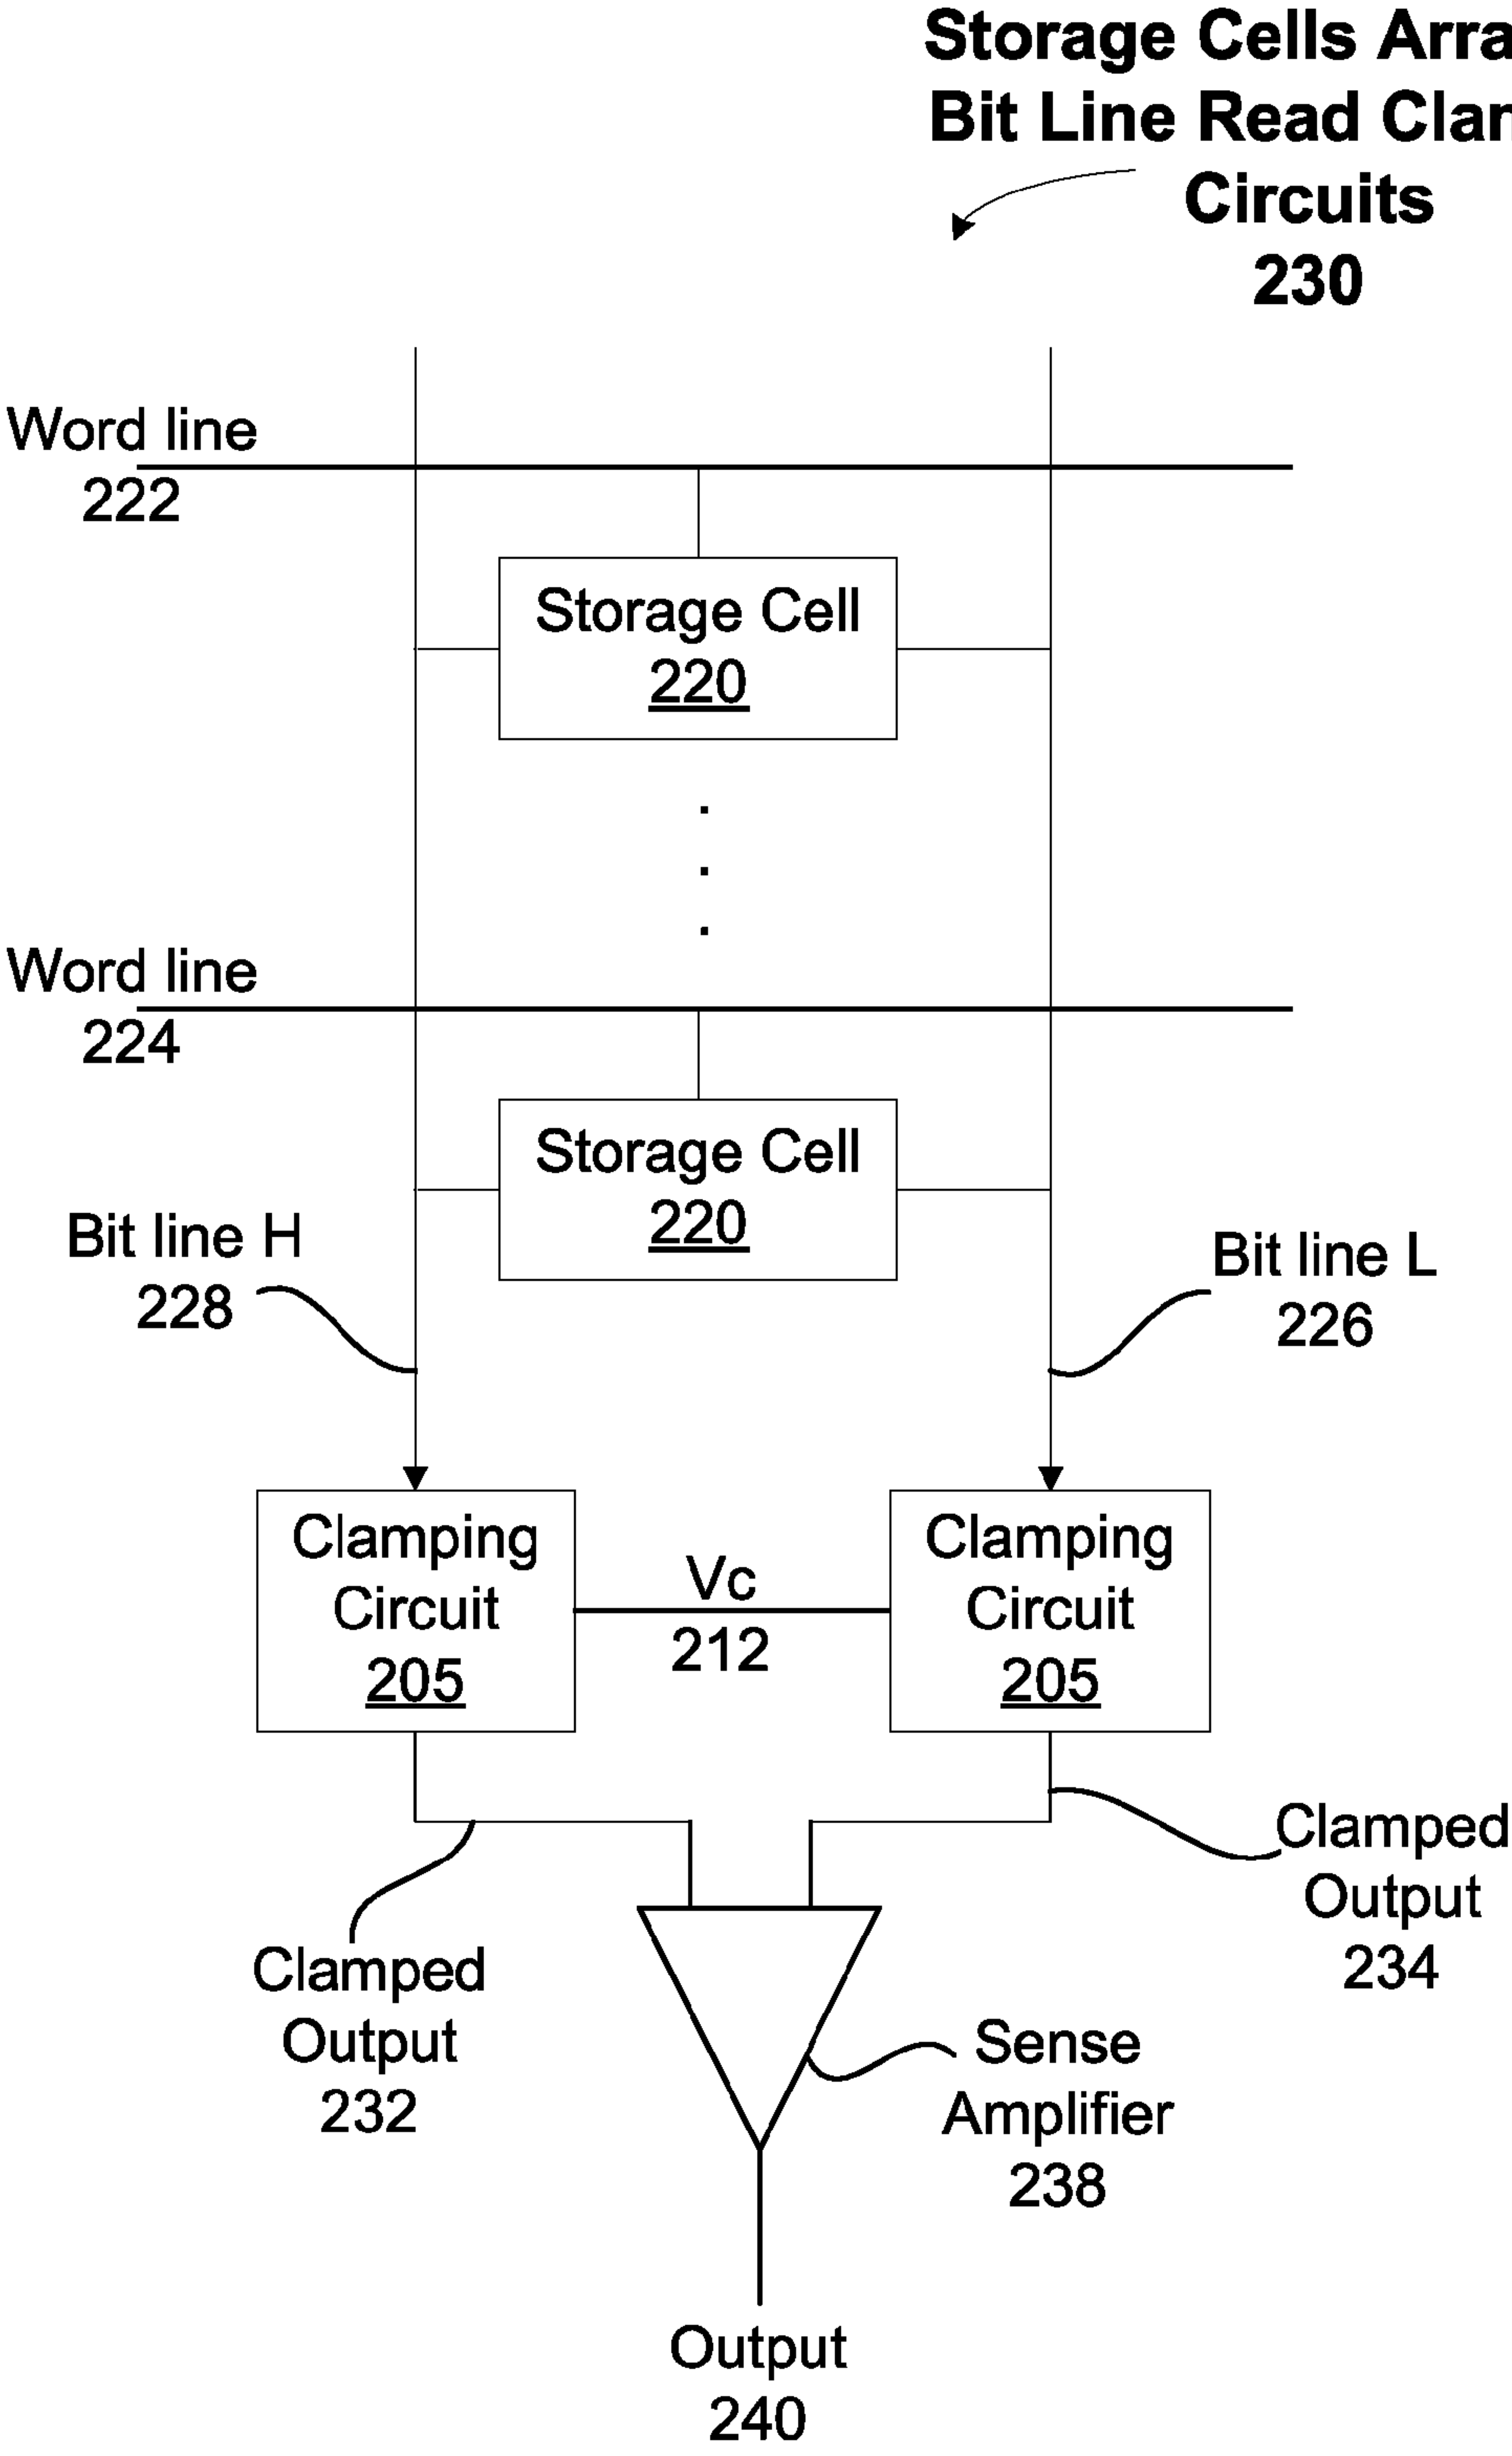 Storage Cells Arra
Bit Line Read Clam
Circuits
230
Word line
222
Storage Cell
220
Word line
224
Storage Cell
220
Bit line H
228
Bit line L
226
Clamping
Circuit
205
Vc
212
Clamping
Circuit
205
Clamped
Output
234
Clamped
Output
232
Sense
Amplifier
238
Output
240